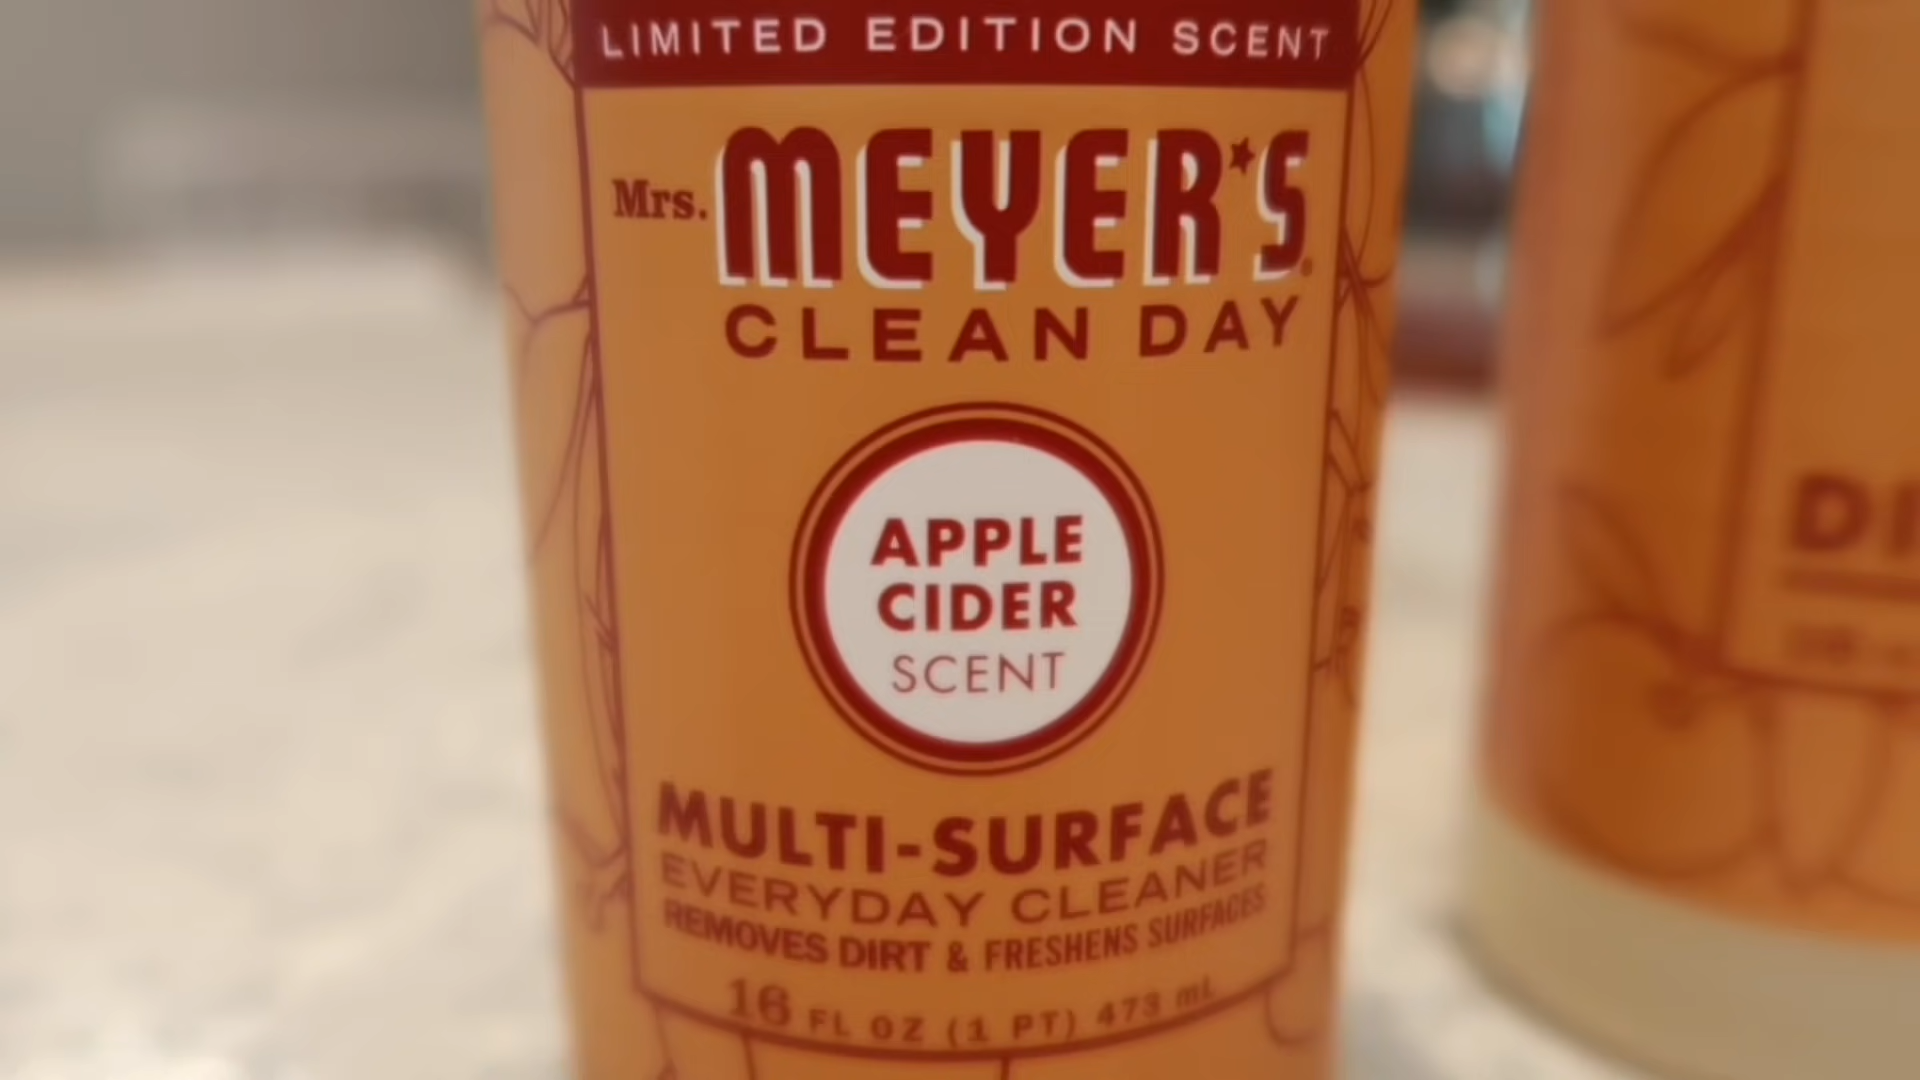 LIMITED EDITION SCENT
Mrs. MEYER'S
CLEAN DAY
APPLE
CIDER
SCENT
MULTI-SURFACE
EVERYDAY CLEANER
REMOVES DIRT & FRESHENS SURFACES
16 FL OZ (1 PT) 473 mL